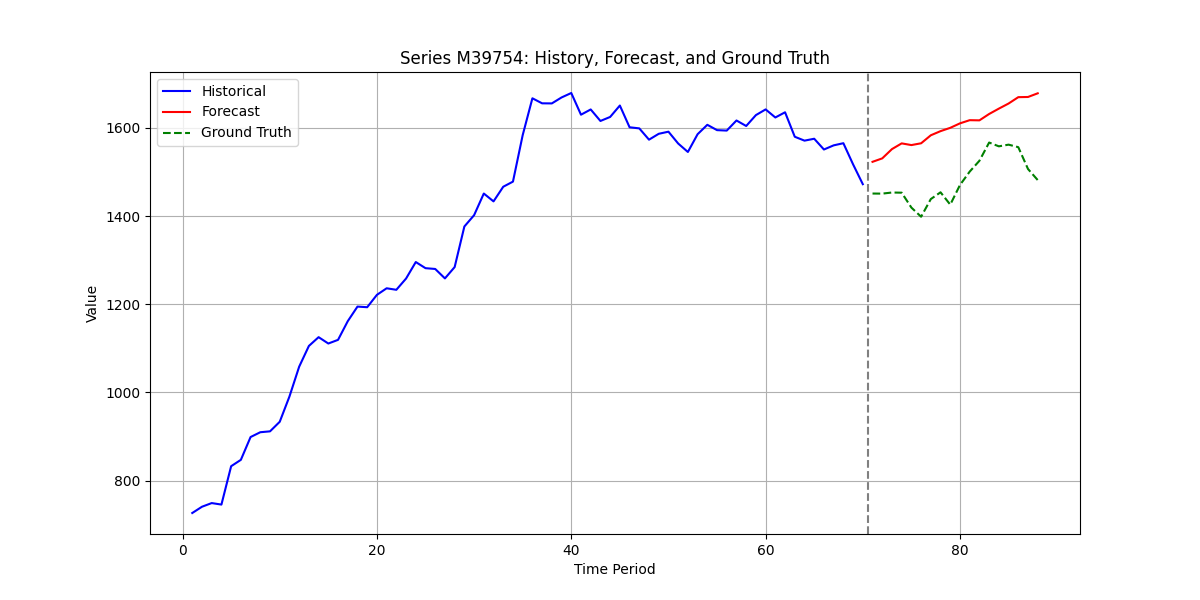 Series M39754: History, Forecast, and Ground Truth
Historical
Forecast
Ground Truth
Value
1600
1400
1200
1000
800
0 20 40 60 80
Time Period